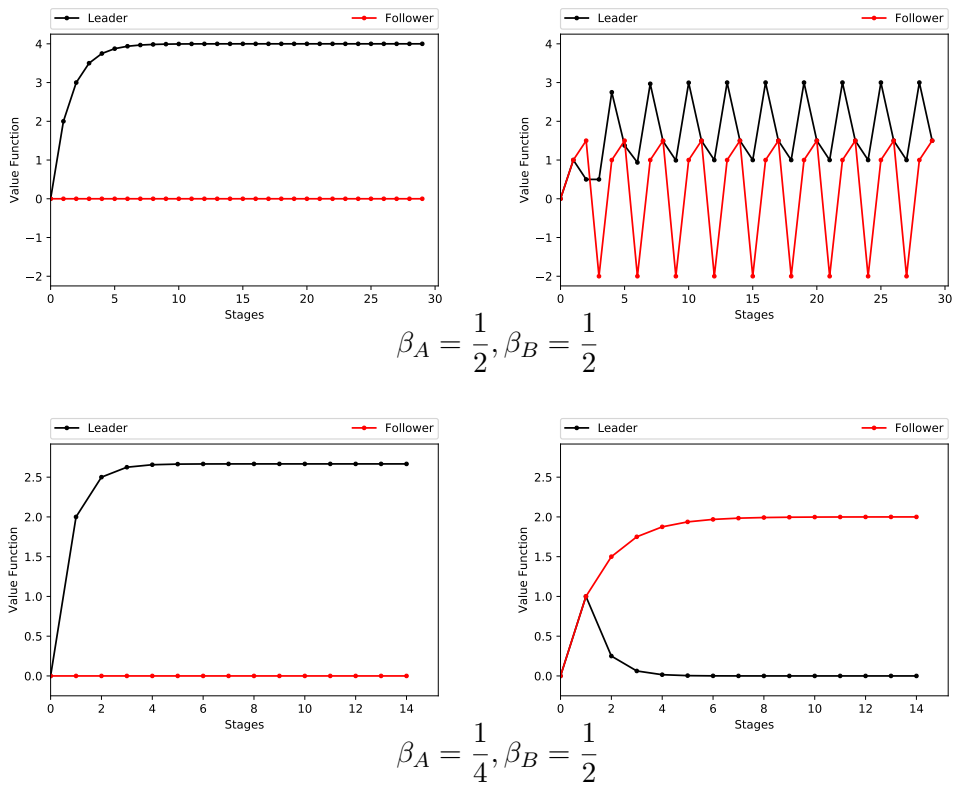 Leader Follower Leader Follower
4 4
3 3
2 2
1 1
0 0
−1 −1
−2 −2
Value Function Value Function
0 5 10 15 20 25 30 0 5 10 15 20 25 30
Stages Stages
β_A = 1/2, β_B = 1/2
Leader Follower Leader Follower
2.5 2.5
2.0 2.0
1.5 1.5
1.0 1.0
0.5 0.5
0.0 0.0
Value Function Value Function
0 2 4 6 8 10 12 14 0 2 4 6 8 10 12 14
Stages Stages
β_A = 1/4, β_B = 1/2